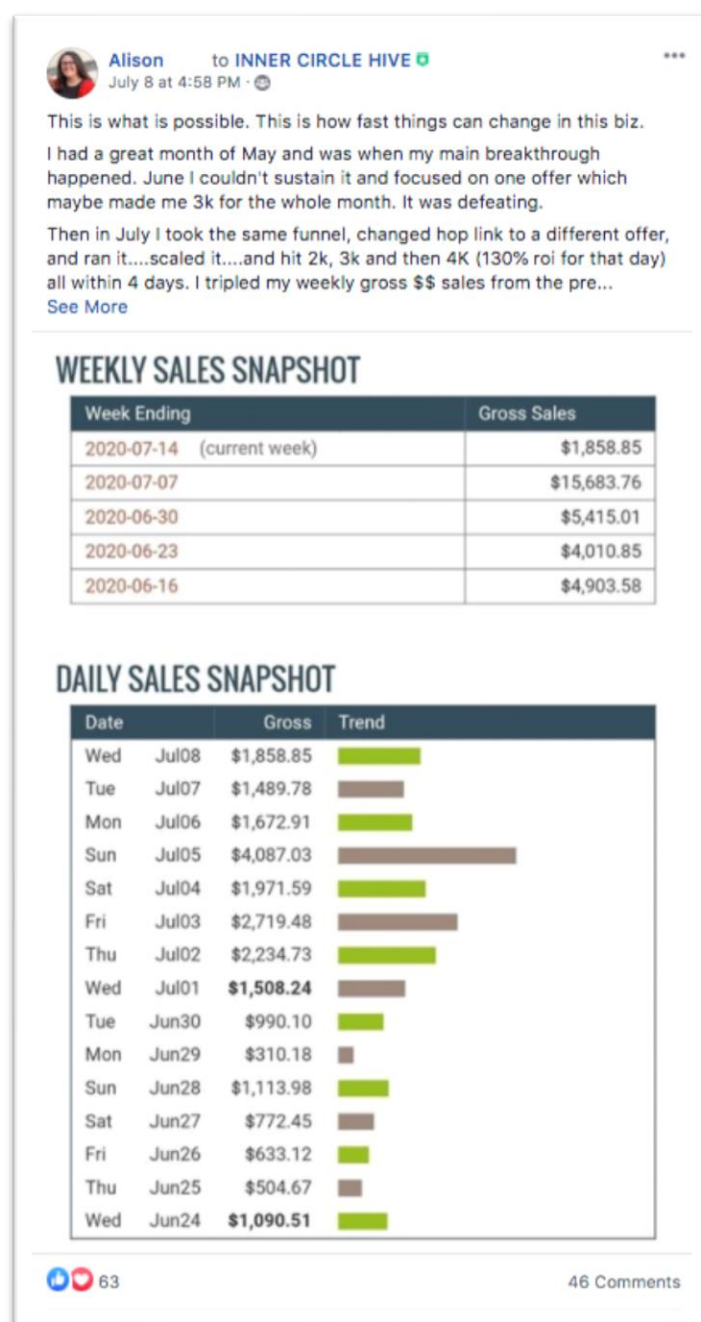 Alison to INNER CIRCLE HIVE
July 8 at 4:58 PM ·
This is what is possible. This is how fast things can change in this biz.
I had a great month of May and was when my main breakthrough
happened. June I couldn't sustain it and focused on one offer which
maybe made me 3k for the whole month. It was defeating.
Then in July I took the same funnel, changed hop link to a different offer,
and ran it....scaled it....and hit 2k, 3k and then 4K (130% roi for that day)
all within 4 days. I tripled my weekly gross $$ sales from the pre...
See More
WEEKLY SALES SNAPSHOT
Week Ending Gross Sales
2020-07-14 (current week) $1,858.85
2020-07-07 $15,683.76
2020-06-30 $5,415.01
2020-06-23 $4,010.85
2020-06-16 $4,903.58
DAILY SALES SNAPSHOT
Date Gross Trend
Wed Jul08 $1,858.85
Tue Jul07 $1,489.78
Mon Jul06 $1,672.91
Sun Jul05 $4,087.03
Sat Jul04 $1,971.59
Fri Jul03 $2,719.48
Thu Jul02 $2,234.73
Wed Jul01 $1,508.24
Tue Jun30 $990.10
Mon Jun29 $310.18
Sun Jun28 $1,113.98
Sat Jun27 $772.45
Fri Jun26 $633.12
Thu Jun25 $504.67
Wed Jun24 $1,090.51
63 46 Comments